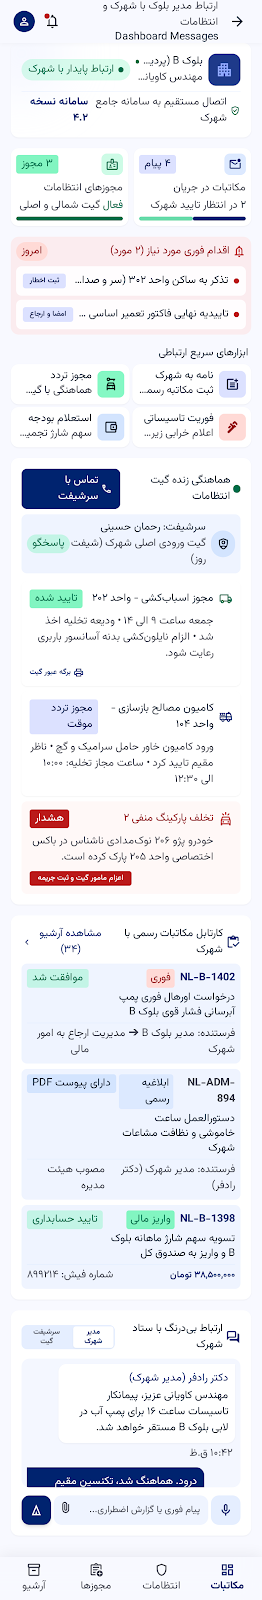 ارتباط مدیر بلوک با شهرک و
انتظامات
Dashboard Messages
بلوک B (پردی...
مهندس کاویان...
ارتباط پایدار با شهرک
اتصال مستقیم به سامانه جامع
شهرک
سامانه نسخه
۴.۲
۴ پیام
مکاتبات در جریان
۲ در انتظار تایید شهرک
۳ مجوز
مجوزهای انتظامات
فعال گیت شمالی و اصلی
اقدام فوری مورد نیاز (۲ مورد)
امروز
تذکر به ساکن واحد ۳۰۲ (سر و صدا...
ثبت اخطار
تاییدیه نهایی فاکتور تعمیر اساسی ...
امضا و ارجاع
ابزارهای سریع ارتباطی
نامه به شهرک
ثبت مکاتبه رسم...
مجوز تردد
هماهنگی با گی...
فوریت تاسیساتی
اعلام خرابی زیر...
استعلام بودجه
سهم شارژ تجمی...
هماهنگی زنده گیت
انتظامات
تماس با
سرشیفت
سرشیفت: رحمان حسینی
گیت ورودی اصلی شهرک (شیفت
روز)
پاسخگو
مجوز اسباب‌کشی - واحد ۲۰۲
تایید شده
جمعه ساعت ۹ الی ۱۴ • ودیعه تخلیه اخذ
شد • الزام نایلون‌کشی بدنه آسانسور باربری
رعایت شود.
برگه عبور گیت
کامیون مصالح بازسازی -
واحد ۱۰۴
مجوز تردد
موقت
ورود کامیون خاور حامل سرامیک و گچ • ناظر
مقیم تایید کرد • ساعت مجاز تخلیه: ۱۰:۰۰
الی ۱۲:۳۰
تخلف پارکینگ منفی ۲
هشدار
خودرو پژو ۲۰۶ نوک‌مدادی ناشناس در باکس
اختصاصی واحد ۲۰۵ پارک کرده است.
اعزام مامور گیت و ثبت جریمه
کارتابل مکاتبات رسمی با
شهرک
مشاهده آرشیو
(۳۴)
NL-B-1402
فوری
موافقت شد
درخواست اورهال فوری پمپ
آبرسانی فشار قوی بلوک B
فرستنده: مدیر بلوک B ➔ مدیریت
شهرک
ارجاع به امور
مالی
NL-ADM-
894
ابلاغیه
رسمی
دارای پیوست PDF
دستورالعمل ساعت
خاموشی و نظافت مشاعات
شهرک
فرستنده: مدیر شهرک (دکتر
رادفر)
مصوب هیئت
مدیره
NL-B-1398
واریز مالی
تایید حسابداری
تسویه سهم شارژ ماهانه بلوک
B و واریز به صندوق کل
۳۸,۵۰۰,۰۰۰ تومان
شماره فیش: ۸۹۹۲۱۴
ارتباط بی‌درنگ با ستاد
شهرک
مدیر
شهرک
سرشیفت
گیت
دکتر رادفر (مدیر شهرک)
مهندس کاویانی عزیز، پیمانکار
تاسیسات ساعت ۱۶ برای پمپ آب در
لابی بلوک B مستقر خواهد شد.
۱۰:۴۲ ق.ظ
درود. هماهنگ شد، تکنسین مقیم
پیام فوری یا گزارش اضطراری...
مکاتبات
انتظامات
مجوزها
آرشیو